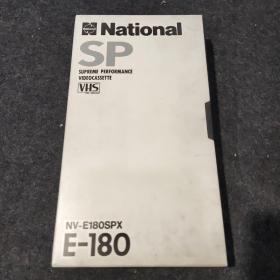 National
SP
SUPREME PERFORMANCE
VIDEOCASSETTE
VHS
NV-E180SPX
E-180